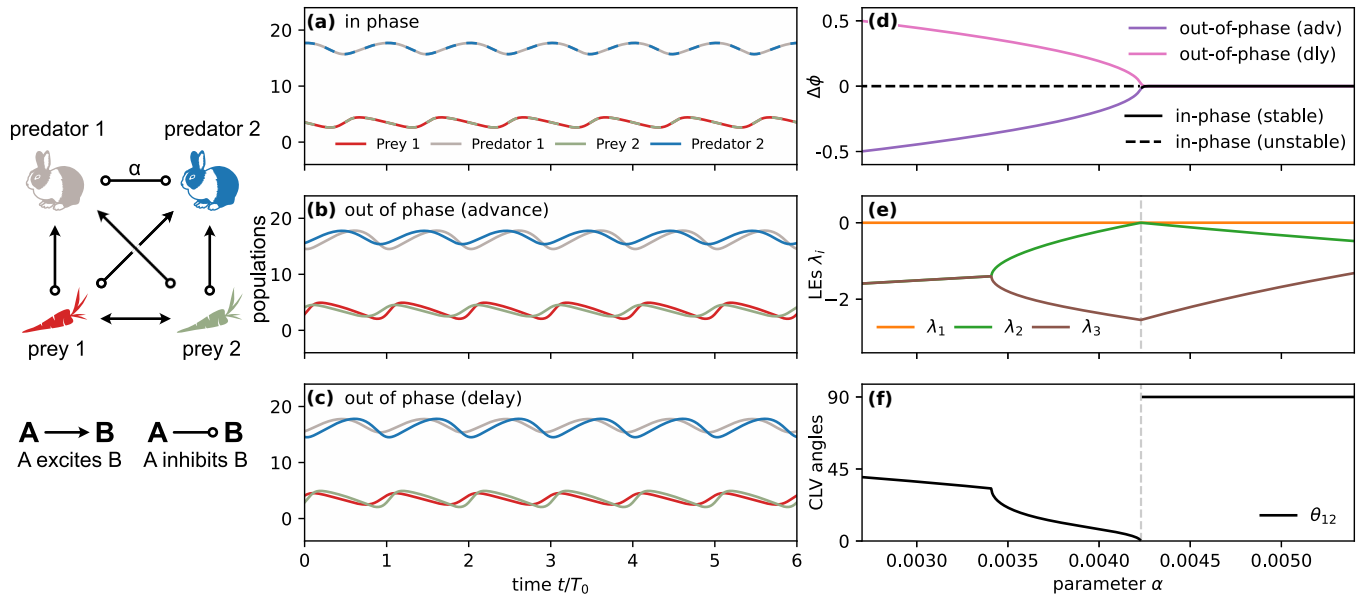 predator 1
predator 2
α
prey 1
prey 2
A B
A excites B
A B
A inhibits B
populations
(a) in phase
20
10
0
Prey 1
Predator 1
Prey 2
Predator 2
(b) out of phase (advance)
20
10
0
(c) out of phase (delay)
20
10
0
0 1 2 3 4 5 6
time t/T₀
(d)
Δϕ
0.5
0
-0.5
out-of-phase (adv)
out-of-phase (dly)
in-phase (stable)
in-phase (unstable)
(e)
LEs λᵢ
0
−2
λ₁
λ₂
λ₃
(f)
CLV angles
90
45
0
θ₁₂
0.0030 0.0035 0.0040 0.0045 0.0050
parameter α